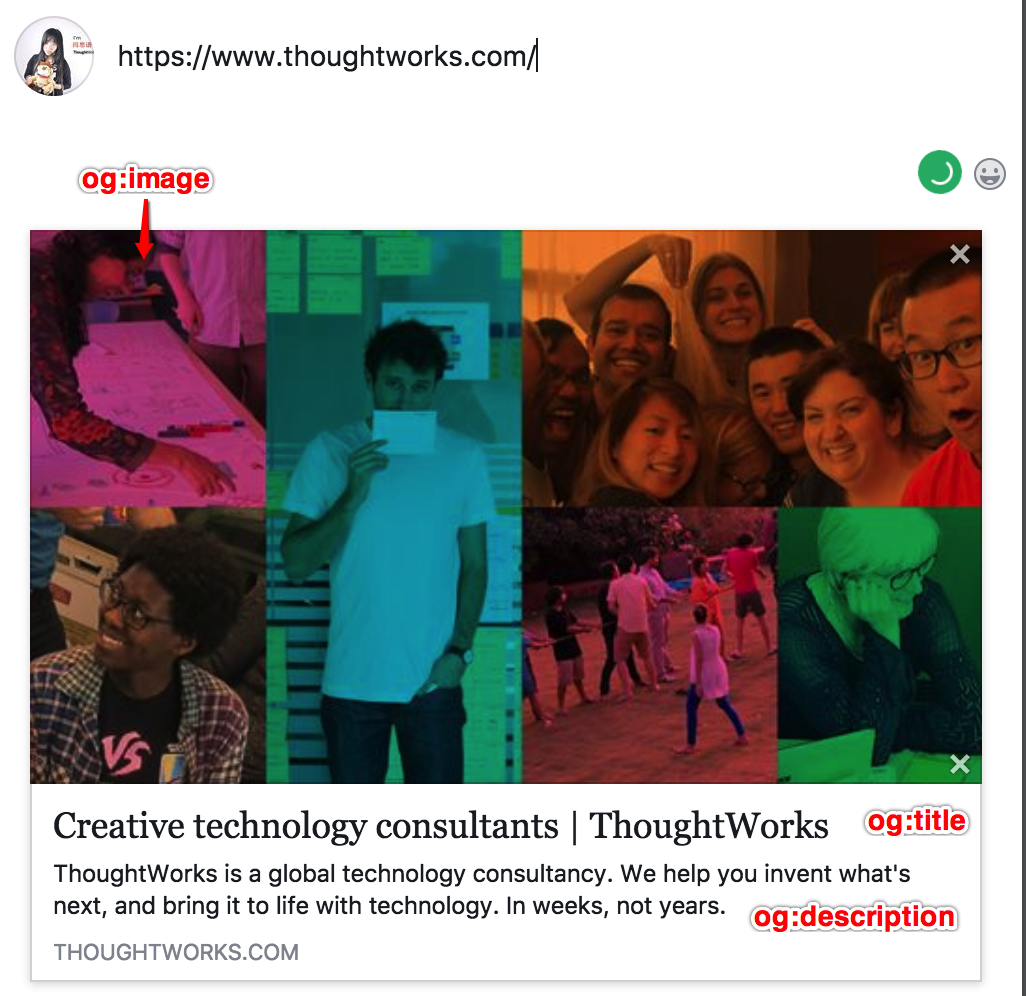 I'm
https://www.thoughtworks.com/
og:image
VS
Creative technology consultants | ThoughtWorks
og:title
ThoughtWorks is a global technology consultancy. We help you invent what's
next, and bring it to life with technology. In weeks, not years.
og:description
THOUGHTWORKS.COM